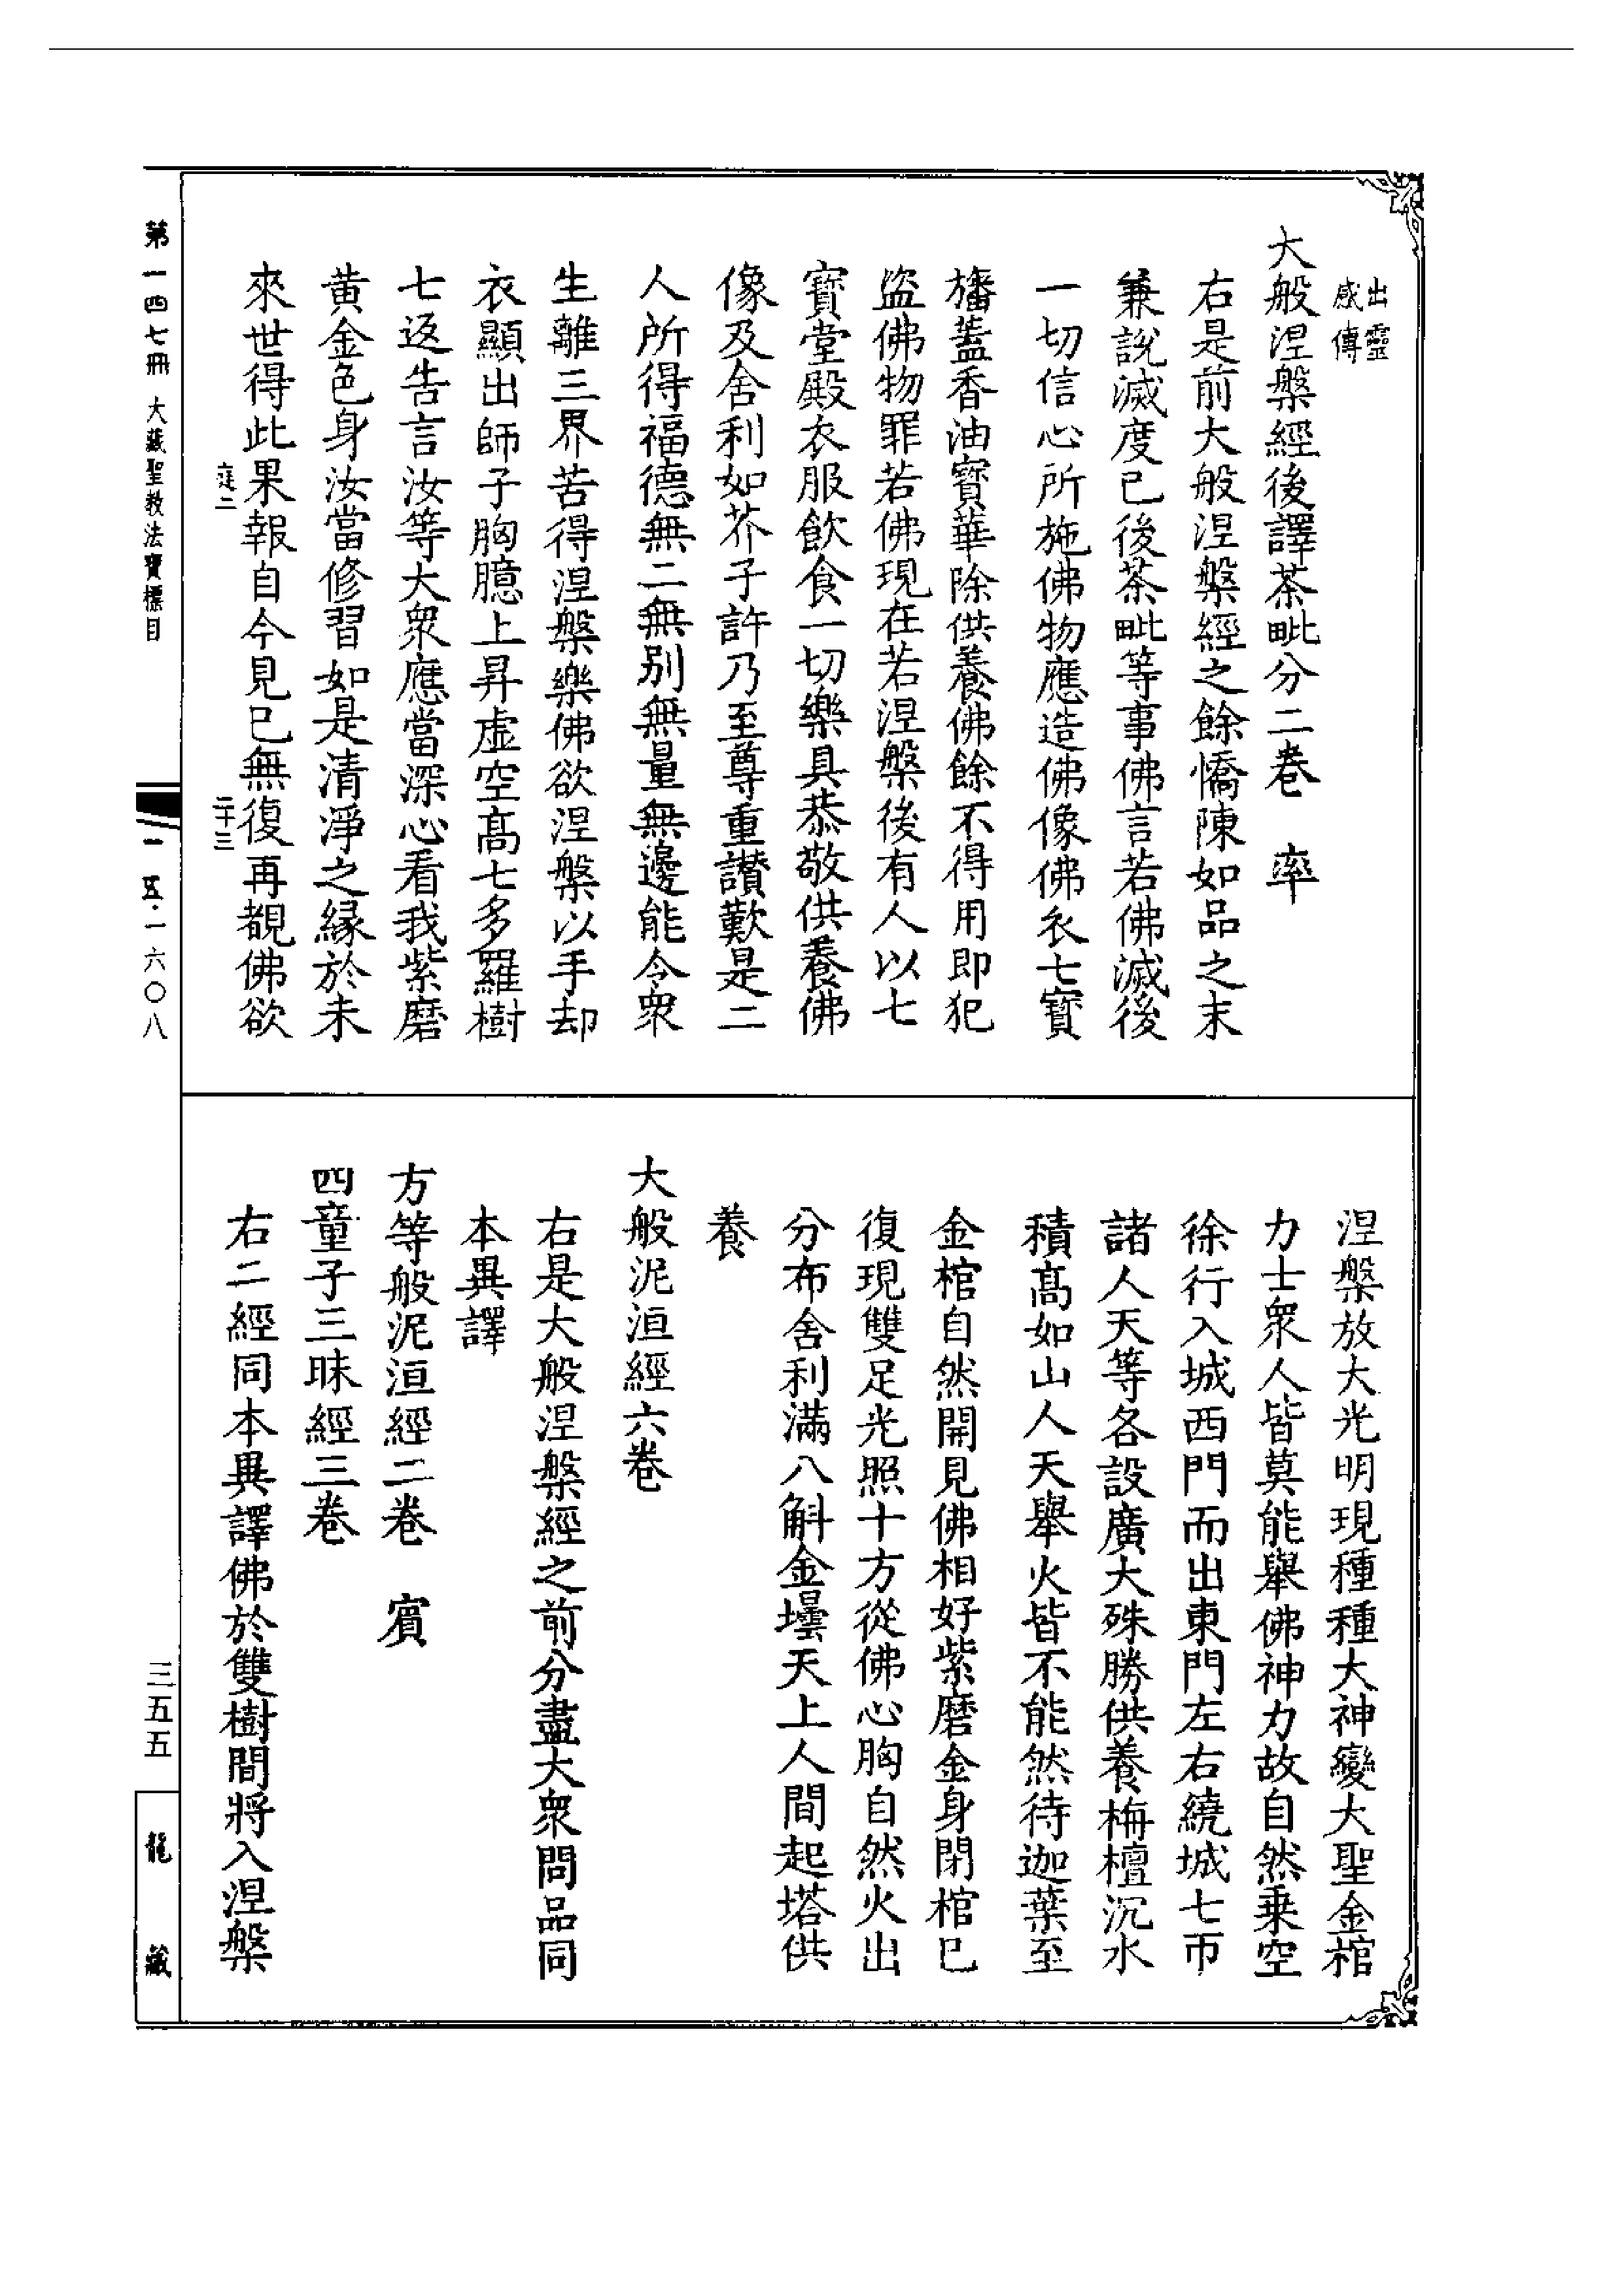 出靈
感傳
大般涅槃經後譯茶毗分二卷　率
右是前大般涅槃經之餘憍陳如品之末
兼說滅度已後茶毗等事佛言若佛滅後
一切信心所施佛物應造佛像佛衣七寶
旛蓋香油寶華除供養佛餘不得用即犯
盜佛物罪若佛現在若涅槃後有人以七
寶堂殿衣服飲食一切樂具恭敬供養佛
像及舍利如芥子許乃至尊重讚歎是二
人所得福德無二無別無量無邊能令眾
生離三界苦得涅槃樂佛欲涅槃以手却
衣顯出師子胸臆上昇虛空高七多羅樹
七返告言汝等大眾應當深心看我紫磨
黃金色身汝當修習如是清淨之緣於未
來世得此果報自今見已無復再覩佛欲
庭二
二十三
涅槃放大光明現種種大神變大聖金棺
力士眾人皆莫能舉佛神力故自然乘空
徐行入城西門而出東門左右繞城七帀
諸人天等各設廣大殊勝供養栴檀沉水
積高如山人天舉火皆不能然待迦葉至
金棺自然開見佛相好紫磨金身閉棺已
復現雙足光照十方從佛心胸自然火出
分布舍利滿八斛金壜天上人間起塔供
養
大般泥洹經六卷
右是大般涅槃經之前分盡大眾問品同
本異譯
方等般泥洹經二卷　賓
四童子三昧經三卷
右二經同本異譯佛於雙樹間將入涅槃
第一四七冊　大藏聖教法寶標目
一一五·一六〇八
三五五
龍藏